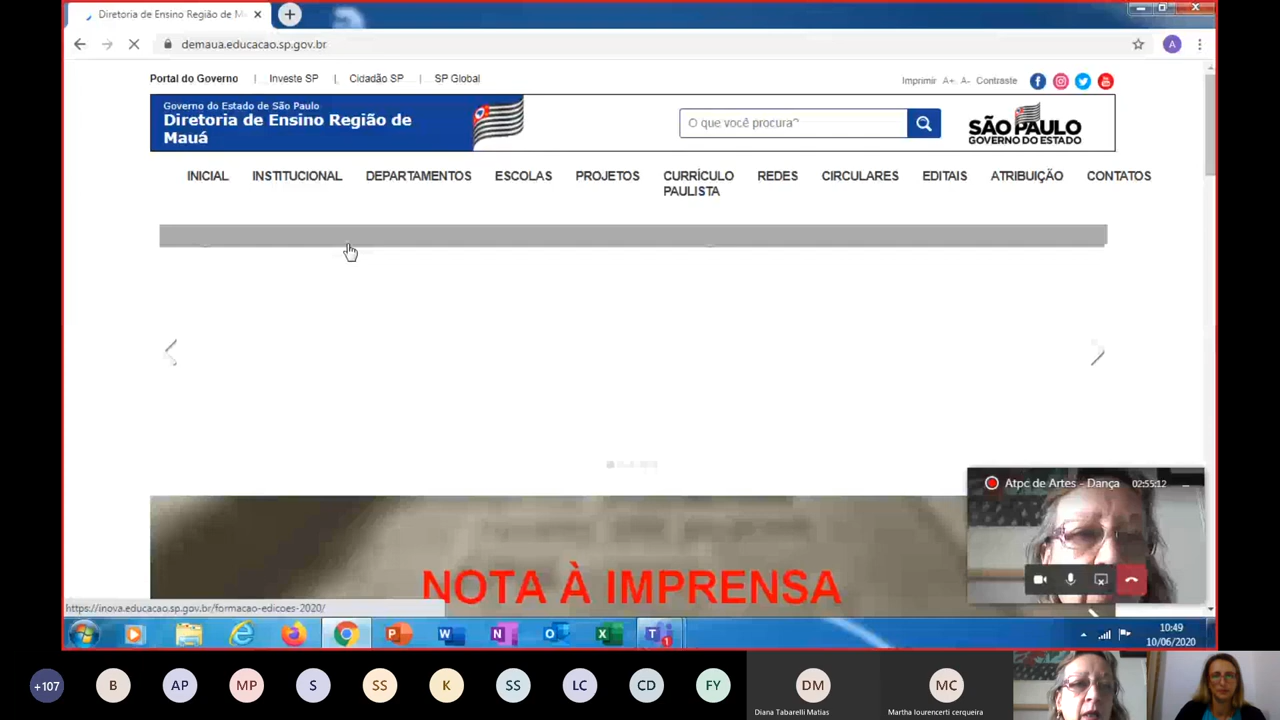 Diretoria de Ensino Região de M
demaua.educacao.sp.gov.br
A
Portal do Governo | Investe SP | Cidadão SP | SP Global
Imprimir A+ A- Contraste
Governo do Estado de São Paulo
Diretoria de Ensino Região de
Mauá
O que você procura?
SÃO PAULO
GOVERNO DO ESTADO
INICIAL INSTITUCIONAL DEPARTAMENTOS ESCOLAS PROJETOS CURRÍCULO PAULISTA REDES CIRCULARES EDITAIS ATRIBUIÇÃO CONTATOS
Atpc de Artes - Dança 02:55:12
NOTA À IMPRENSA
https://inova.educacao.sp.gov.br/formacao-edicoes-2020/
10:49
10/06/2020
+107 B AP MP S SS K SS LC CD FY DM MC
Diana Tabarelli Matias
Martha lourencerti cerqueira